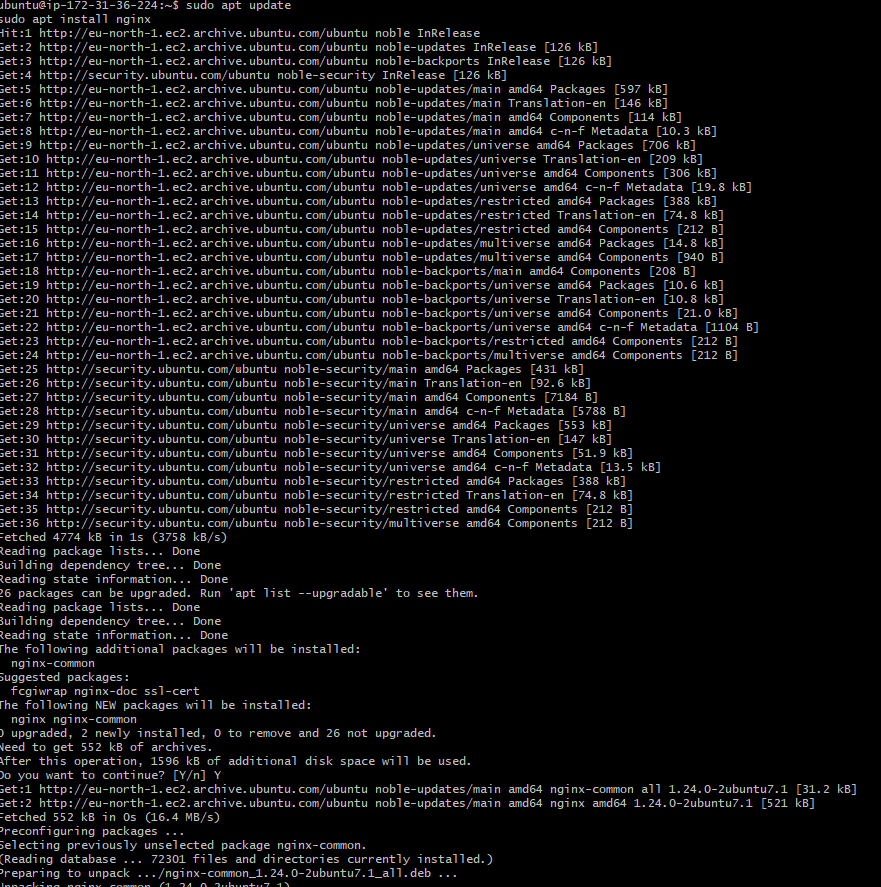 ubuntu@ip-172-31-36-224:~$ sudo apt update
sudo apt install nginx
Hit:1 http://eu-north-1.ec2.archive.ubuntu.com/ubuntu noble InRelease
Get:2 http://eu-north-1.ec2.archive.ubuntu.com/ubuntu noble-updates InRelease [126 kB]
Get:3 http://eu-north-1.ec2.archive.ubuntu.com/ubuntu noble-backports InRelease [126 kB]
Get:4 http://security.ubuntu.com/ubuntu noble-security InRelease [126 kB]
Get:5 http://eu-north-1.ec2.archive.ubuntu.com/ubuntu noble-updates/main amd64 Packages [597 kB]
Get:6 http://eu-north-1.ec2.archive.ubuntu.com/ubuntu noble-updates/main Translation-en [146 kB]
Get:7 http://eu-north-1.ec2.archive.ubuntu.com/ubuntu noble-updates/main amd64 Components [114 kB]
Get:8 http://eu-north-1.ec2.archive.ubuntu.com/ubuntu noble-updates/main amd64 c-n-f Metadata [10.3 kB]
Get:9 http://eu-north-1.ec2.archive.ubuntu.com/ubuntu noble-updates/universe amd64 Packages [706 kB]
Get:10 http://eu-north-1.ec2.archive.ubuntu.com/ubuntu noble-updates/universe Translation-en [209 kB]
Get:11 http://eu-north-1.ec2.archive.ubuntu.com/ubuntu noble-updates/universe amd64 Components [306 kB]
Get:12 http://eu-north-1.ec2.archive.ubuntu.com/ubuntu noble-updates/universe amd64 c-n-f Metadata [19.8 kB]
Get:13 http://eu-north-1.ec2.archive.ubuntu.com/ubuntu noble-updates/restricted amd64 Packages [388 kB]
Get:14 http://eu-north-1.ec2.archive.ubuntu.com/ubuntu noble-updates/restricted Translation-en [74.8 kB]
Get:15 http://eu-north-1.ec2.archive.ubuntu.com/ubuntu noble-updates/restricted amd64 Components [212 B]
Get:16 http://eu-north-1.ec2.archive.ubuntu.com/ubuntu noble-updates/multiverse amd64 Packages [14.8 kB]
Get:17 http://eu-north-1.ec2.archive.ubuntu.com/ubuntu noble-updates/multiverse amd64 Components [940 B]
Get:18 http://eu-north-1.ec2.archive.ubuntu.com/ubuntu noble-backports/main amd64 Components [208 B]
Get:19 http://eu-north-1.ec2.archive.ubuntu.com/ubuntu noble-backports/universe amd64 Packages [10.6 kB]
Get:20 http://eu-north-1.ec2.archive.ubuntu.com/ubuntu noble-backports/universe Translation-en [10.8 kB]
Get:21 http://eu-north-1.ec2.archive.ubuntu.com/ubuntu noble-backports/universe amd64 Components [21.0 kB]
Get:22 http://eu-north-1.ec2.archive.ubuntu.com/ubuntu noble-backports/universe amd64 c-n-f Metadata [1104 B]
Get:23 http://eu-north-1.ec2.archive.ubuntu.com/ubuntu noble-backports/restricted amd64 Components [212 B]
Get:24 http://eu-north-1.ec2.archive.ubuntu.com/ubuntu noble-backports/multiverse amd64 Components [212 B]
Get:25 http://security.ubuntu.com/ubuntu noble-security/main amd64 Packages [431 kB]
Get:26 http://security.ubuntu.com/ubuntu noble-security/main Translation-en [92.6 kB]
Get:27 http://security.ubuntu.com/ubuntu noble-security/main amd64 Components [7184 B]
Get:28 http://security.ubuntu.com/ubuntu noble-security/main amd64 c-n-f Metadata [5788 B]
Get:29 http://security.ubuntu.com/ubuntu noble-security/universe amd64 Packages [553 kB]
Get:30 http://security.ubuntu.com/ubuntu noble-security/universe Translation-en [147 kB]
Get:31 http://security.ubuntu.com/ubuntu noble-security/universe amd64 Components [51.9 kB]
Get:32 http://security.ubuntu.com/ubuntu noble-security/universe amd64 c-n-f Metadata [13.5 kB]
Get:33 http://security.ubuntu.com/ubuntu noble-security/restricted amd64 Packages [388 kB]
Get:34 http://security.ubuntu.com/ubuntu noble-security/restricted Translation-en [74.8 kB]
Get:35 http://security.ubuntu.com/ubuntu noble-security/restricted amd64 Components [212 B]
Get:36 http://security.ubuntu.com/ubuntu noble-security/multiverse amd64 Components [212 B]
Fetched 4774 kB in 1s (3758 kB/s)
Reading package lists... Done
Building dependency tree... Done
Reading state information... Done
26 packages can be upgraded. Run 'apt list --upgradable' to see them.
Reading package lists... Done
Building dependency tree... Done
Reading state information... Done
The following additional packages will be installed:
  nginx-common
Suggested packages:
  fcgiwrap nginx-doc ssl-cert
The following NEW packages will be installed:
  nginx nginx-common
0 upgraded, 2 newly installed, 0 to remove and 26 not upgraded.
Need to get 552 kB of archives.
After this operation, 1596 kB of additional disk space will be used.
Do you want to continue? [Y/n] Y
Get:1 http://eu-north-1.ec2.archive.ubuntu.com/ubuntu noble-updates/main amd64 nginx-common all 1.24.0-2ubuntu7.1 [31.2 kB]
Get:2 http://eu-north-1.ec2.archive.ubuntu.com/ubuntu noble-updates/main amd64 nginx amd64 1.24.0-2ubuntu7.1 [521 kB]
Fetched 552 kB in 0s (16.4 MB/s)
Preconfiguring packages ...
Selecting previously unselected package nginx-common.
(Reading database ... 72301 files and directories currently installed.)
Preparing to unpack .../nginx-common_1.24.0-2ubuntu7.1_all.deb ...
Unpacking nginx-common (1.24.0-2ubuntu7.1)